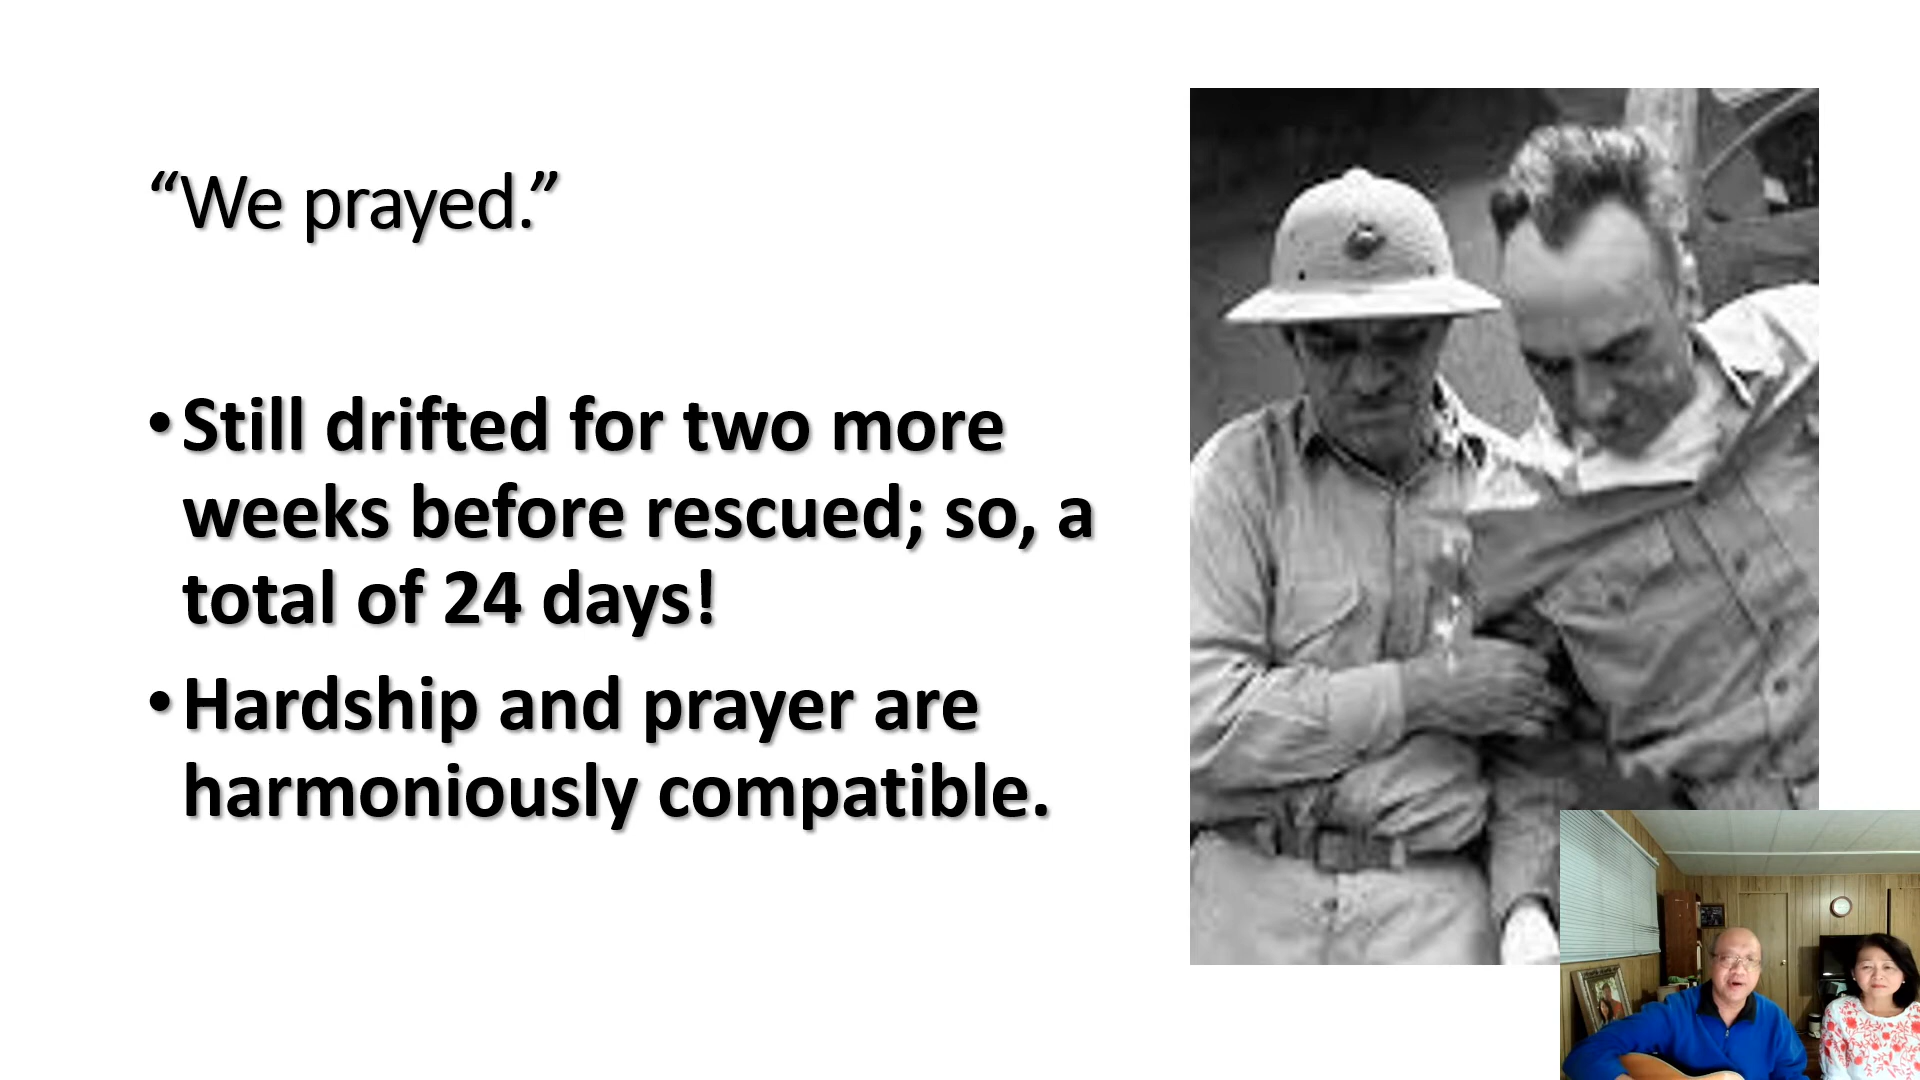 “We prayed.”
•Still drifted for two more
weeks before rescued; so, a
total of 24 days!
•Hardship and prayer are
harmoniously compatible.